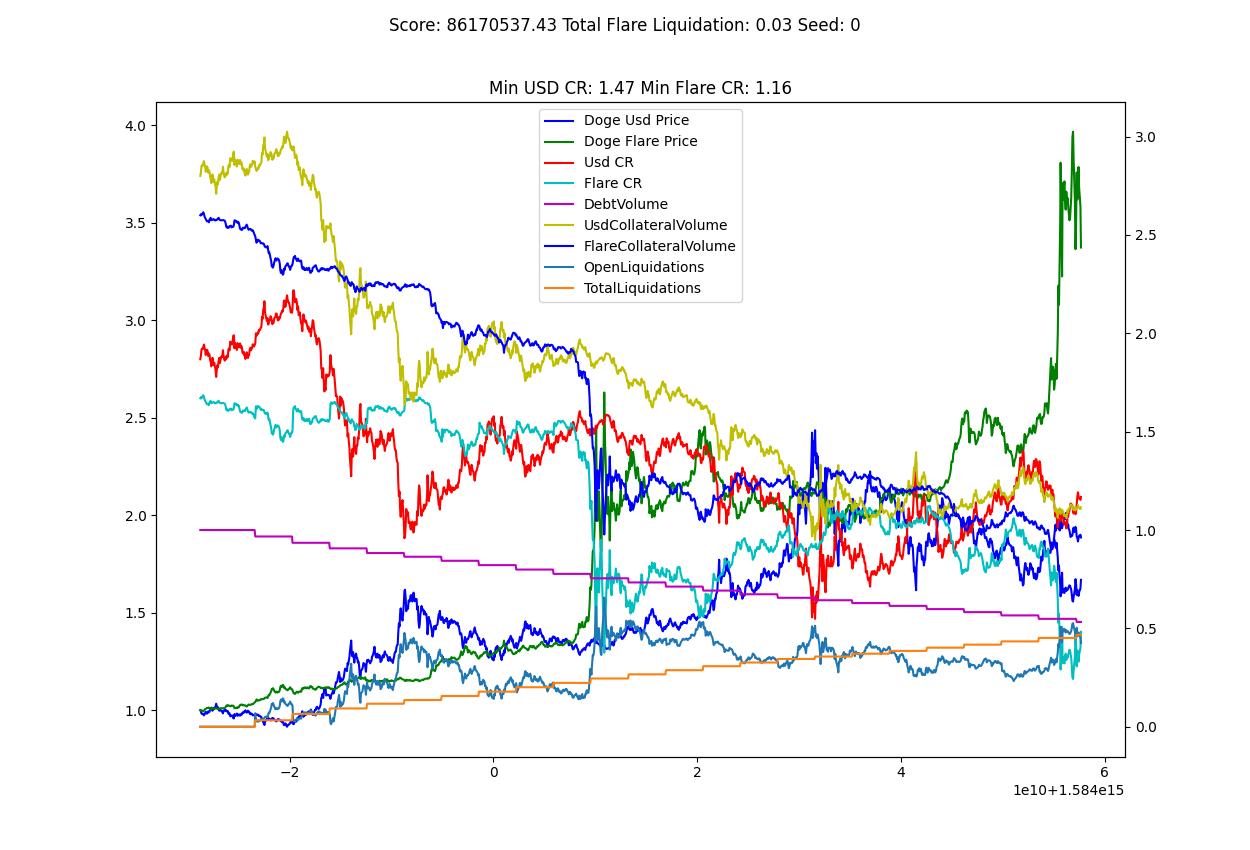 Score: 86170537.43 Total Flare Liquidation: 0.03 Seed: 0
Min USD CR: 1.47 Min Flare CR: 1.16
Doge Usd Price
Doge Flare Price
Usd CR
Flare CR
DebtVolume
UsdCollateralVolume
FlareCollateralVolume
OpenLiquidations
TotalLiquidations
4.0
3.5
3.0
2.5
2.0
1.5
1.0
3.0
2.5
2.0
1.5
1.0
0.5
0.0
−2
0
2
4
6
1e10+1.584e15